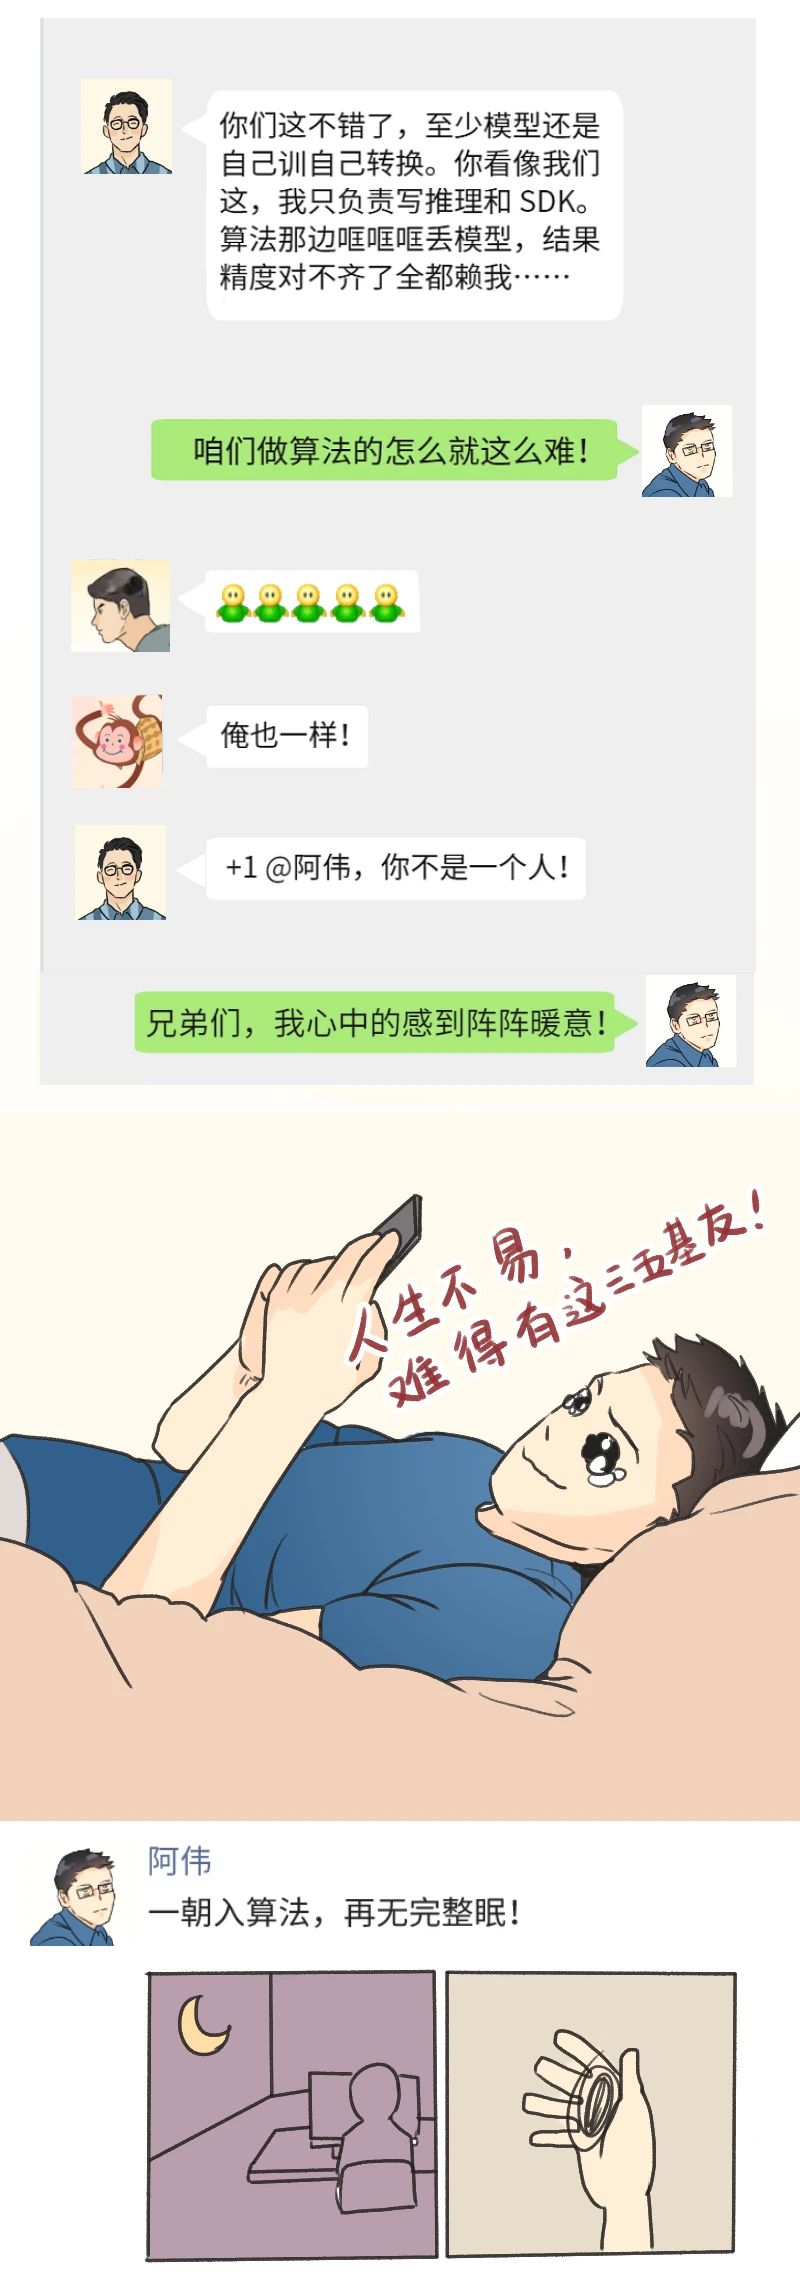 你们这不错了，至少模型还是
自己训自己转换。你看像我们
这，我只负责写推理和 SDK。
算法那边哐哐哐丢模型，结果
精度对不齐了全都赖我……
咱们做算法的怎么就这么难！
俺也一样！
+1 @阿伟，你不是一个人！
兄弟们，我心中的感到阵阵暖意！
人生不易，
难得有这三五基友！
阿伟
一朝入算法，再无完整眠！